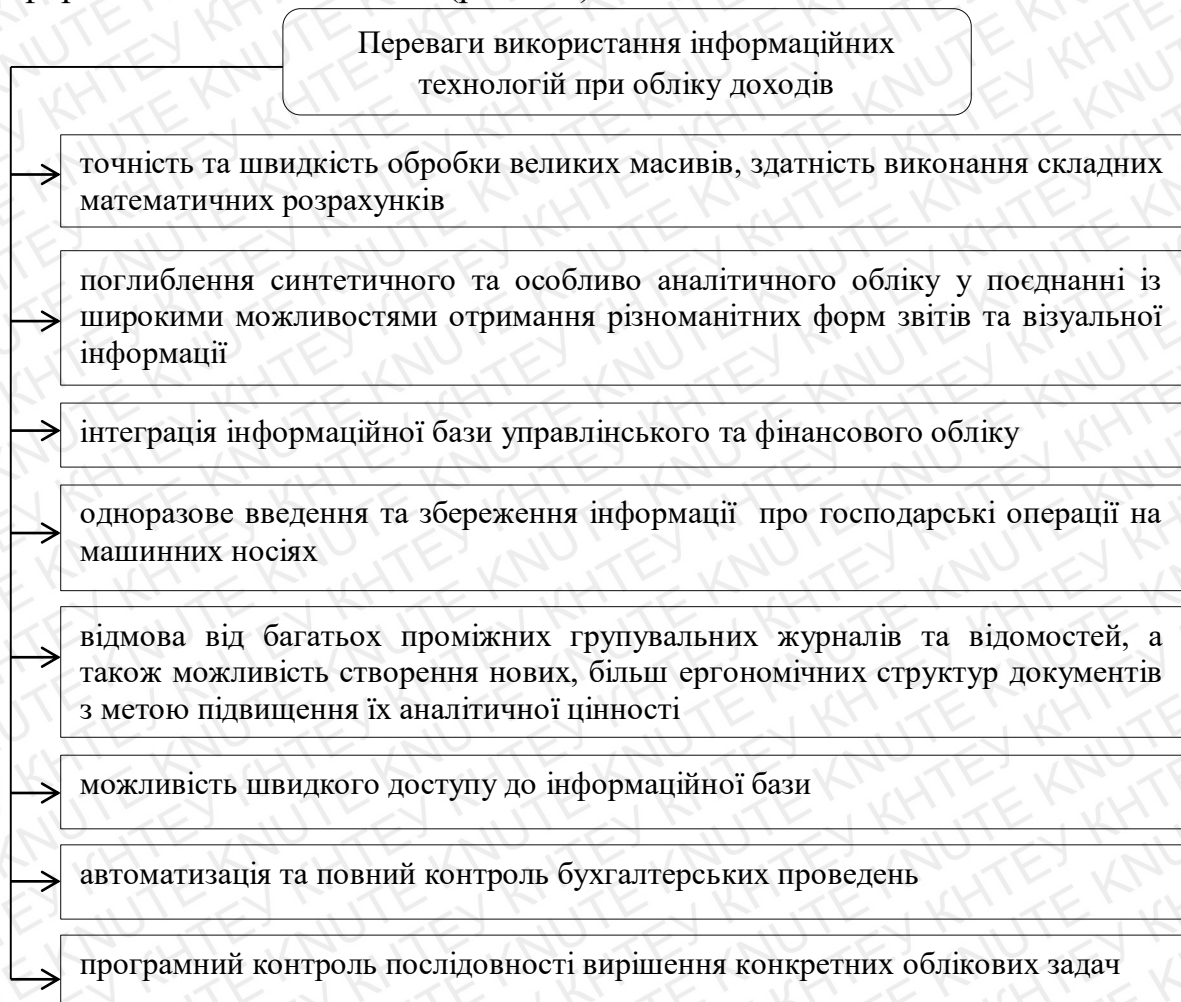 Переваги використання інформаційних
технологій при обліку доходів
точність та швидкість обробки великих масивів, здатність виконання складних
математичних розрахунків
поглиблення синтетичного та особливо аналітичного обліку у поєднанні із
широкими можливостями отримання різноманітних форм звітів та візуальної
інформації
інтеграція інформаційної бази управлінського та фінансового обліку
одноразове введення та збереження інформації про господарські операції на
машинних носіях
відмова від багатьох проміжних групувальних журналів та відомостей, а
також можливість створення нових, більш ергономічних структур документів
з метою підвищення їх аналітичної цінності
можливість швидкого доступу до інформаційної бази
автоматизація та повний контроль бухгалтерських проведень
програмний контроль послідовності вирішення конкретних облікових задач